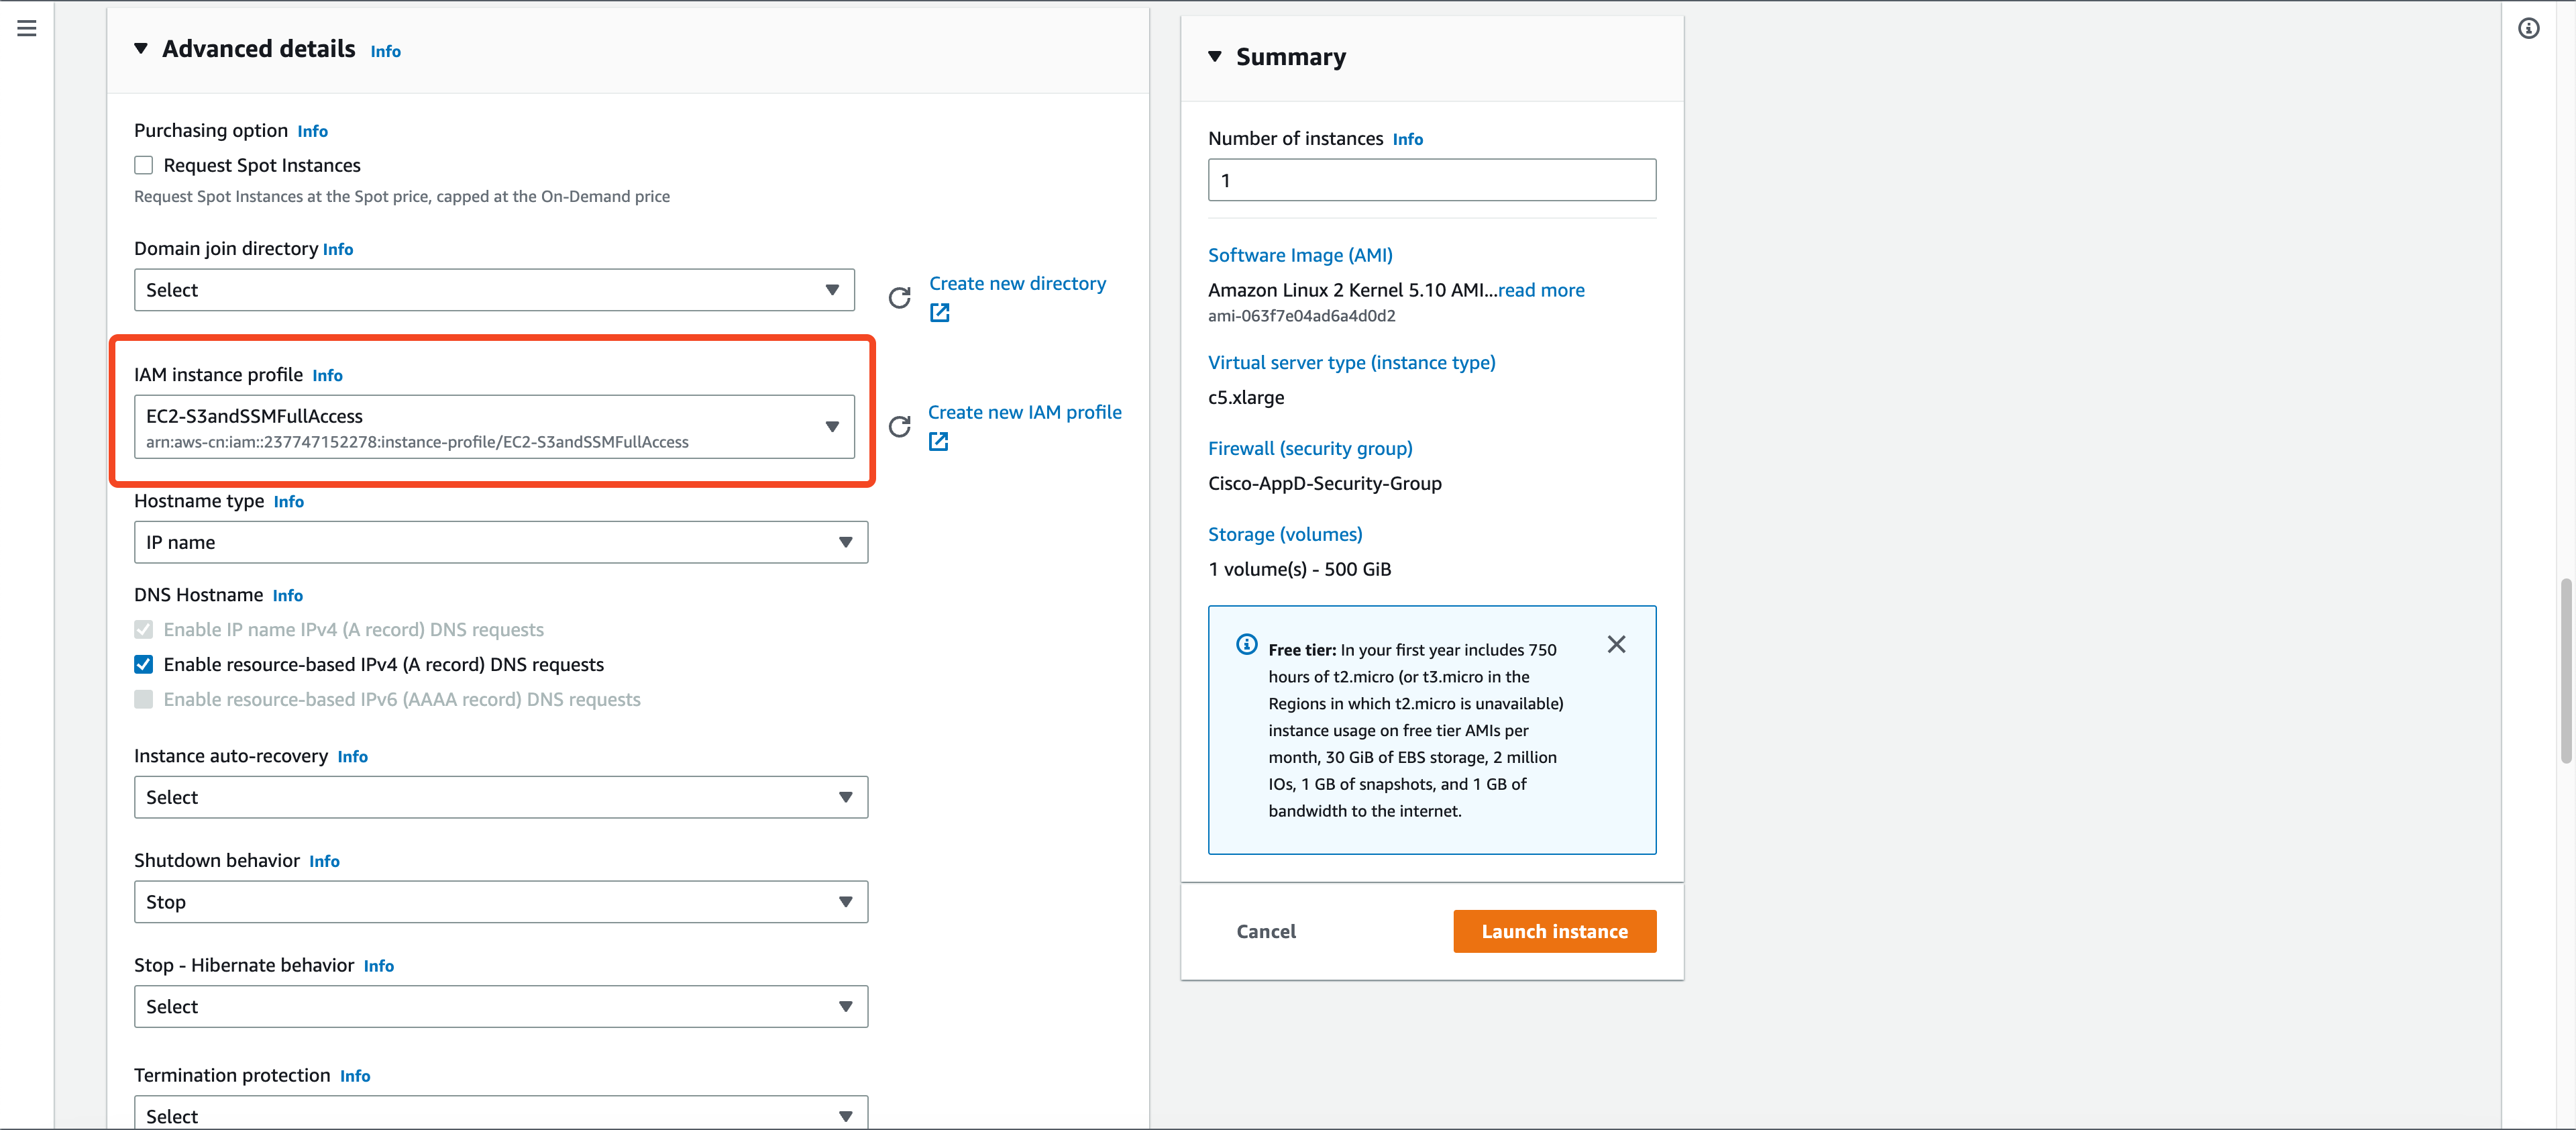 Advanced details Info
Purchasing option Info
Request Spot Instances
Request Spot Instances at the Spot price, capped at the On-Demand price
Domain join directory Info
Select
Create new directory
IAM instance profile Info
EC2-S3andSSMFullAccess
arn:aws-cn:iam::237747152278:instance-profile/EC2-S3andSSMFullAccess
Create new IAM profile
Hostname type Info
IP name
DNS Hostname Info
Enable IP name IPv4 (A record) DNS requests
Enable resource-based IPv4 (A record) DNS requests
Enable resource-based IPv6 (AAAA record) DNS requests
Instance auto-recovery Info
Select
Shutdown behavior Info
Stop
Stop - Hibernate behavior Info
Select
Termination protection Info
Select
Summary
Number of instances Info
1
Software Image (AMI)
Amazon Linux 2 Kernel 5.10 AMI...read more
ami-063f7e04ad6a4d0d2
Virtual server type (instance type)
c5.xlarge
Firewall (security group)
Cisco-AppD-Security-Group
Storage (volumes)
1 volume(s) - 500 GiB
Free tier: In your first year includes 750
hours of t2.micro (or t3.micro in the
Regions in which t2.micro is unavailable)
instance usage on free tier AMIs per
month, 30 GiB of EBS storage, 2 million
IOs, 1 GB of snapshots, and 1 GB of
bandwidth to the internet.
Cancel
Launch instance